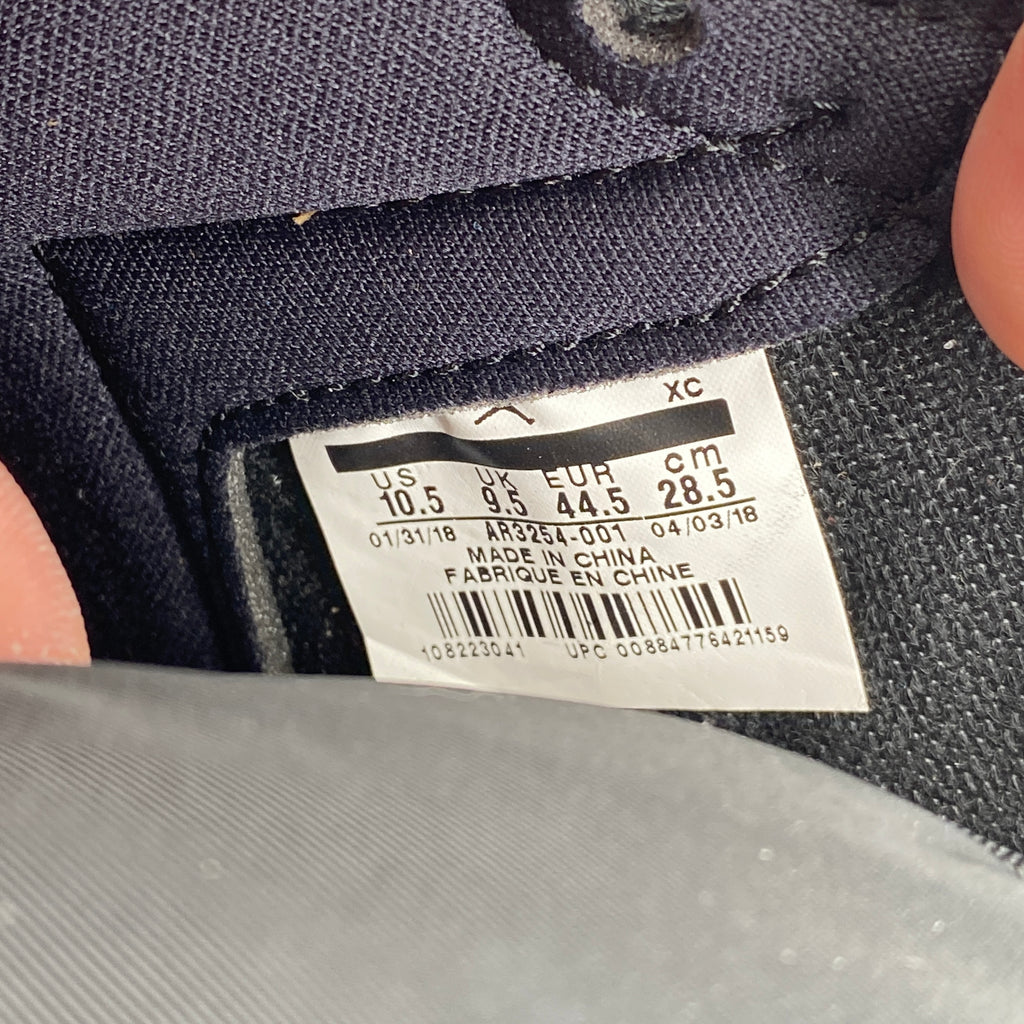 XC
US UK EUR cm
10.5 9.5 44.5 28.5
01/31/18 AR3254-001 04/03/18
MADE IN CHINA
FABRIQUE EN CHINE
108223041 UPC 00884776421159